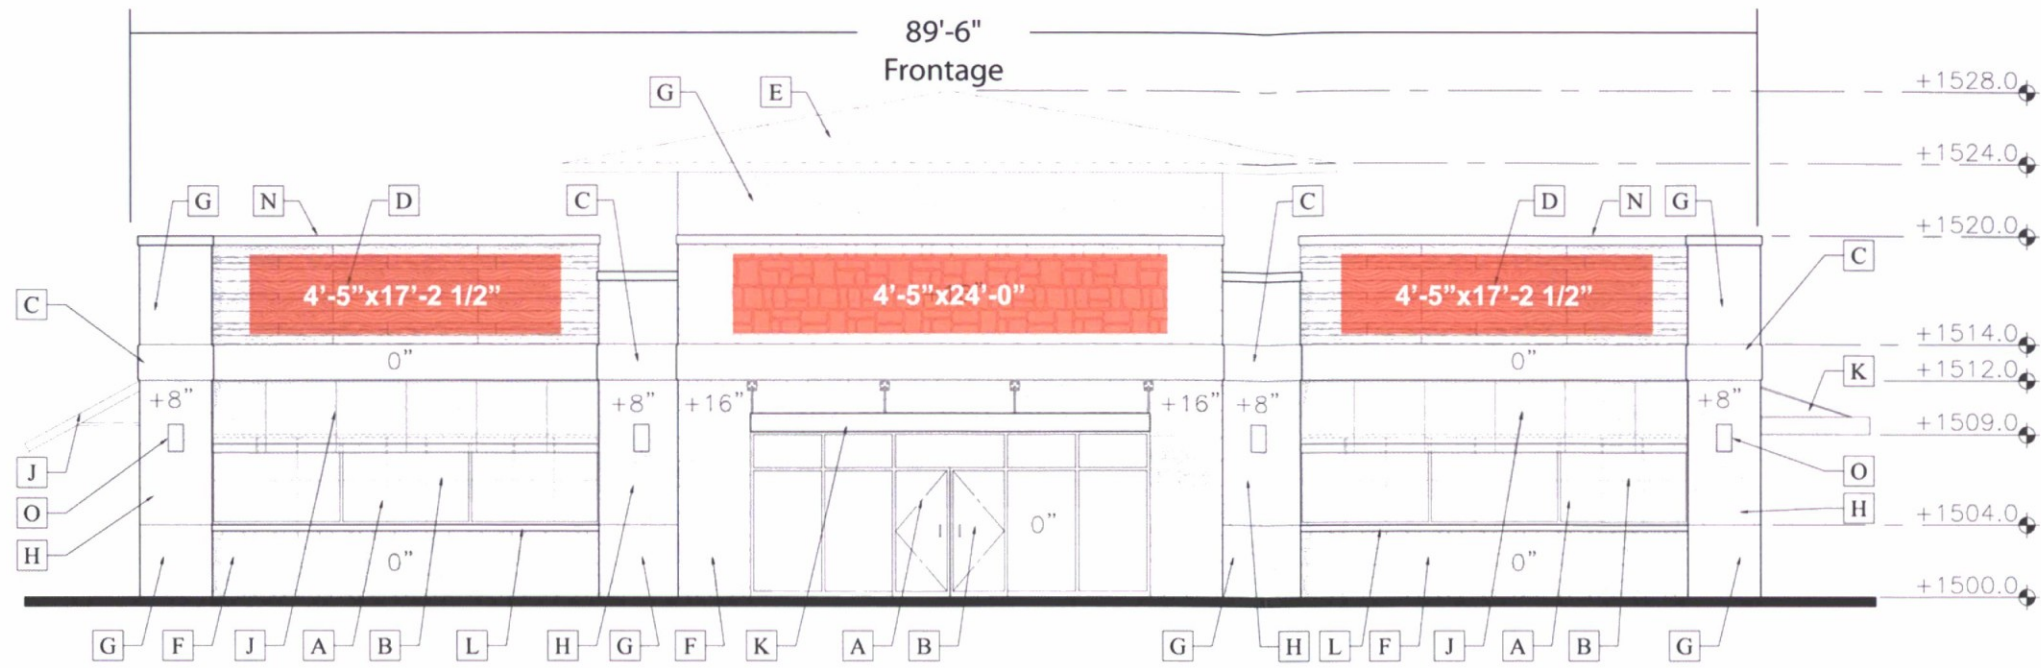 89'-6"
Frontage
G E
+1528.0
+1524.0
G N D C C D N G
+1520.0
C
4'-5"x17'-2 1/2" 4'-5"x24'-0" 4'-5"x17'-2 1/2"
C
+1514.0
0" C C 0"
+1512.0
K
+8" +8" +16" +16" +8" +8"
+1509.0
J O
O H
+1504.0
H 0" 0" 0"
+1500.0
G F J A B L H G F K A B G H L F J A B G